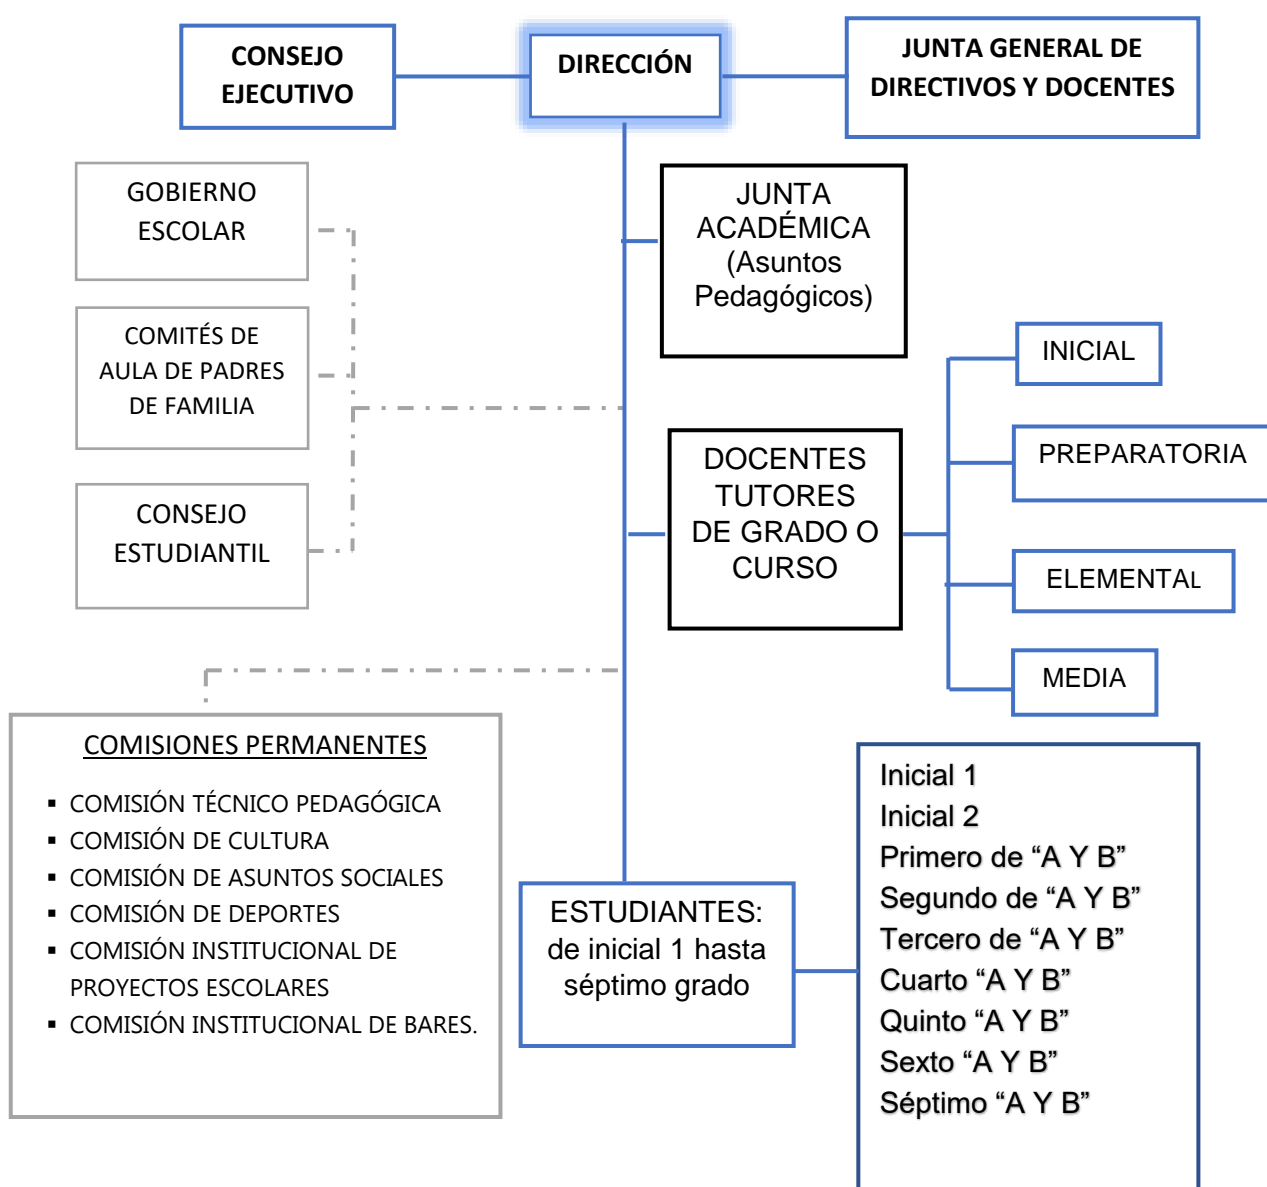 CONSEJO
EJECUTIVO
DIRECCIÓN
JUNTA GENERAL DE
DIRECTIVOS Y DOCENTES
GOBIERNO
ESCOLAR
JUNTA
ACADÉMICA
(Asuntos
Pedagógicos)
COMITÉS DE
AULA DE PADRES
DE FAMILIA
INICIAL
DOCENTES
TUTORES
DE GRADO O
CURSO
PREPARATORIA
CONSEJO
ESTUDIANTIL
ELEMENTAL
MEDIA
COMISIONES PERMANENTES
▪ COMISIÓN TÉCNICO PEDAGÓGICA
▪ COMISIÓN DE CULTURA
▪ COMISIÓN DE ASUNTOS SOCIALES
▪ COMISIÓN DE DEPORTES
▪ COMISIÓN INSTITUCIONAL DE
PROYECTOS ESCOLARES
▪ COMISIÓN INSTITUCIONAL DE BARES.
ESTUDIANTES:
de inicial 1 hasta
séptimo grado
Inicial 1
Inicial 2
Primero de “A Y B”
Segundo de “A Y B”
Tercero de “A Y B”
Cuarto “A Y B”
Quinto “A Y B”
Sexto “A Y B”
Séptimo “A Y B”